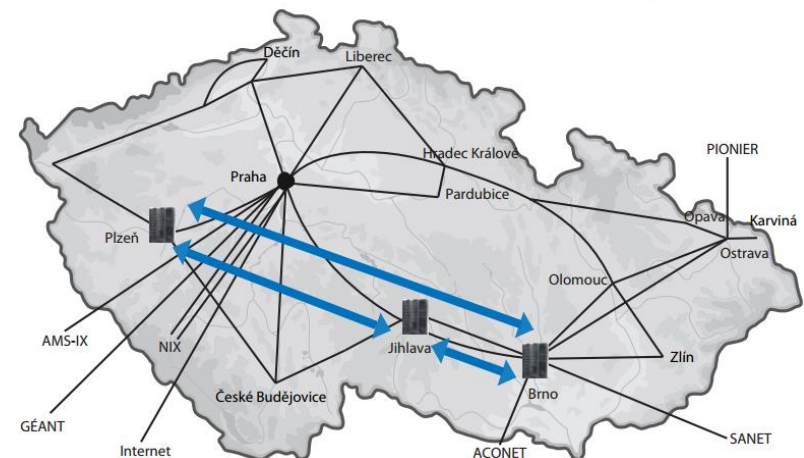 Děčín
Liberec
PIONIER
Hradec Králové
Praha
Pardubice
Opava
Karviná
Plzeň
Ostrava
Olomouc
AMS-IX
NIX
Jihlava
Zlín
České Budějovice
Brno
GÉANT
SANET
Internet
ACONET